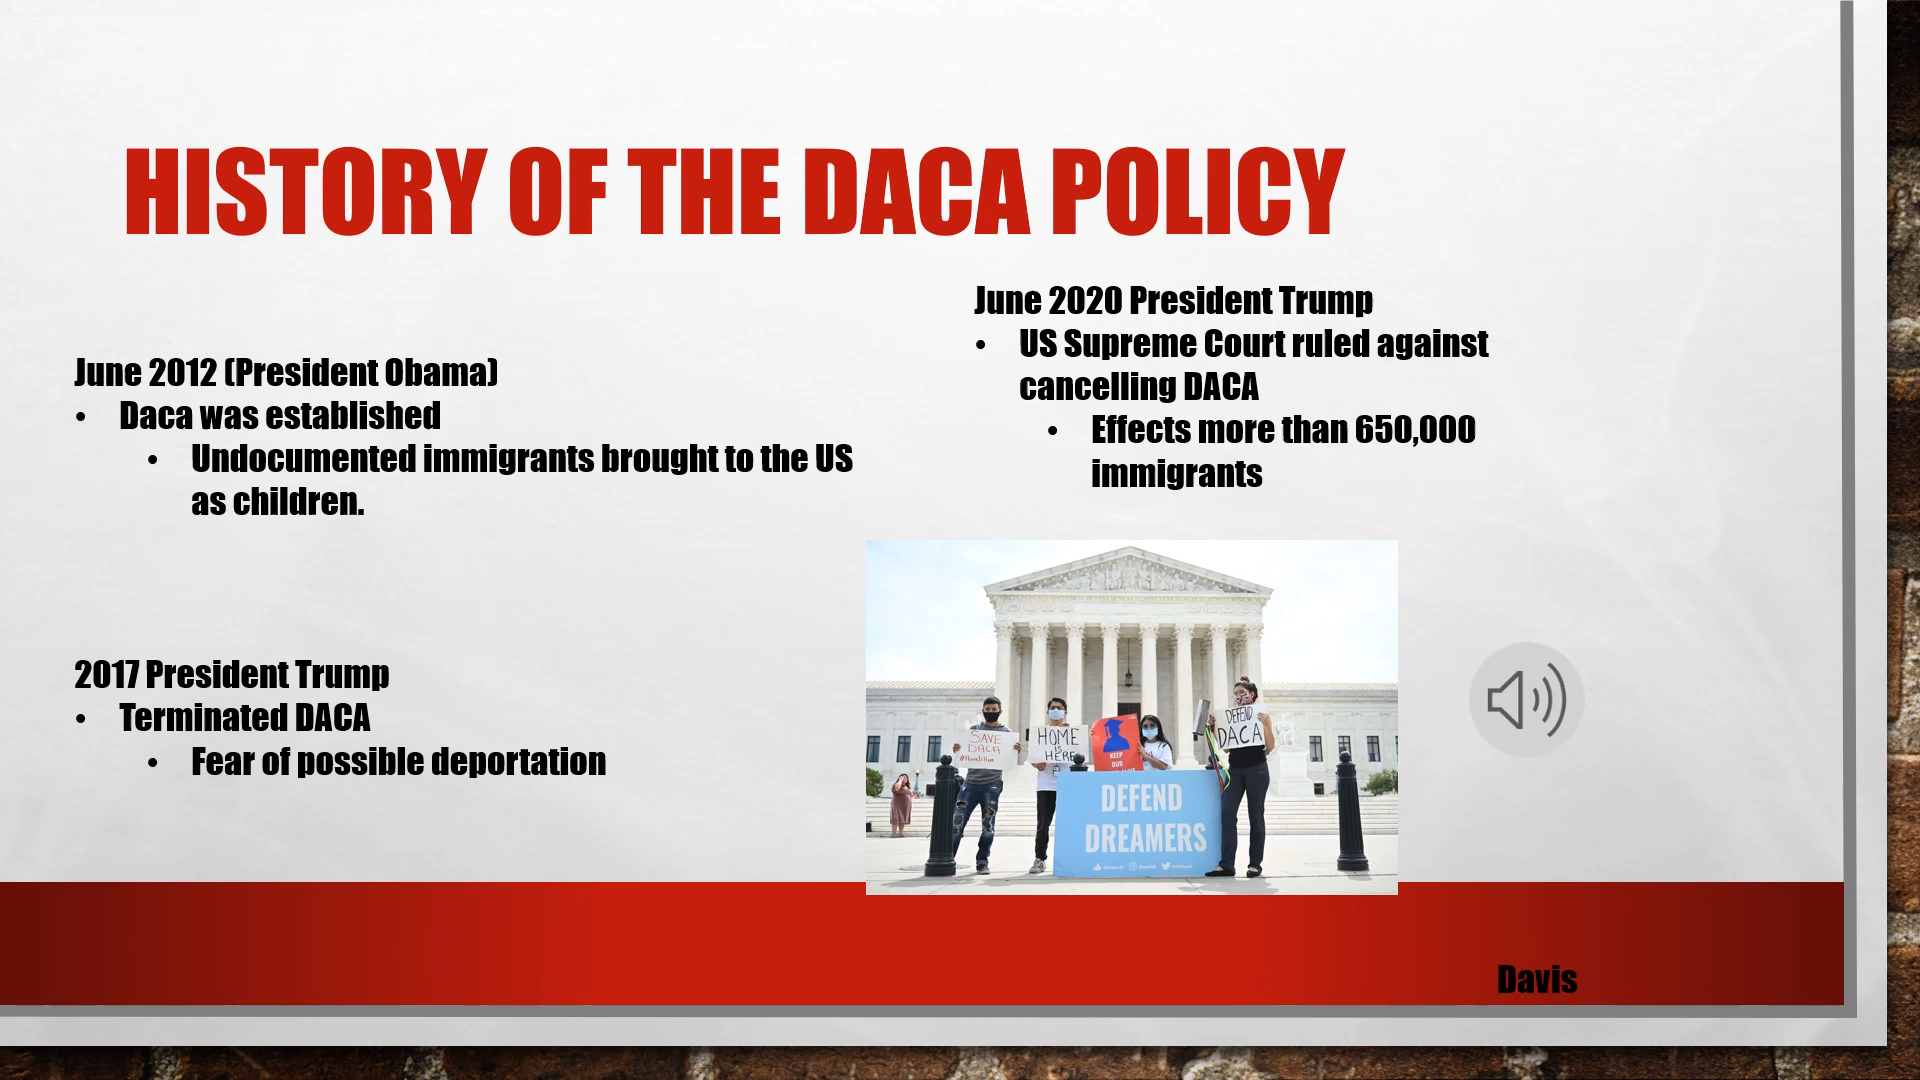 HISTORY OF THE DACA POLICY
June 2012 (President Obama)
• Daca was established
• Undocumented immigrants brought to the US
as children.
2017 President Trump
• Terminated DACA
• Fear of possible deportation
June 2020 President Trump
• US Supreme Court ruled against
cancelling DACA
• Effects more than 650,000
immigrants
SAVE
DACA
HOME
IS
HERE
KEEP
OUR
DEFEND
DACA
DEFEND
DREAMERS
Davis